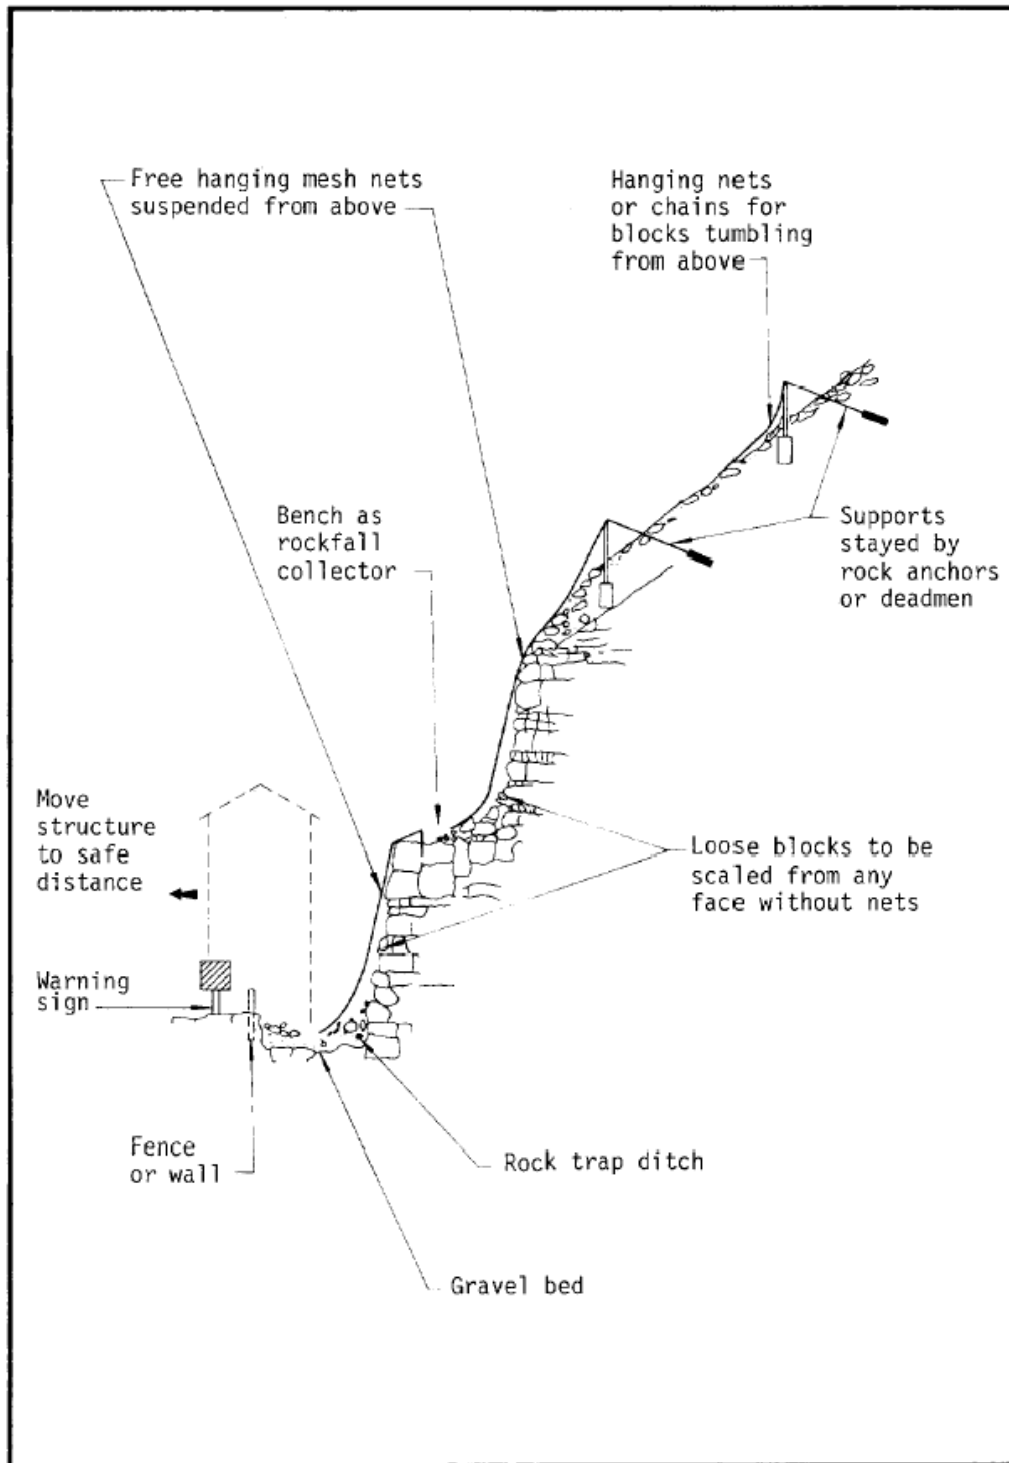 Free hanging mesh nets
suspended from above
Hanging nets
or chains for
blocks tumbling
from above
Bench as
rockfall
collector
Supports
stayed by
rock anchors
or deadmen
Move
structure
to safe
distance
Loose blocks to be
scaled from any
face without nets
Warning
sign
Fence
or wall
Rock trap ditch
Gravel bed